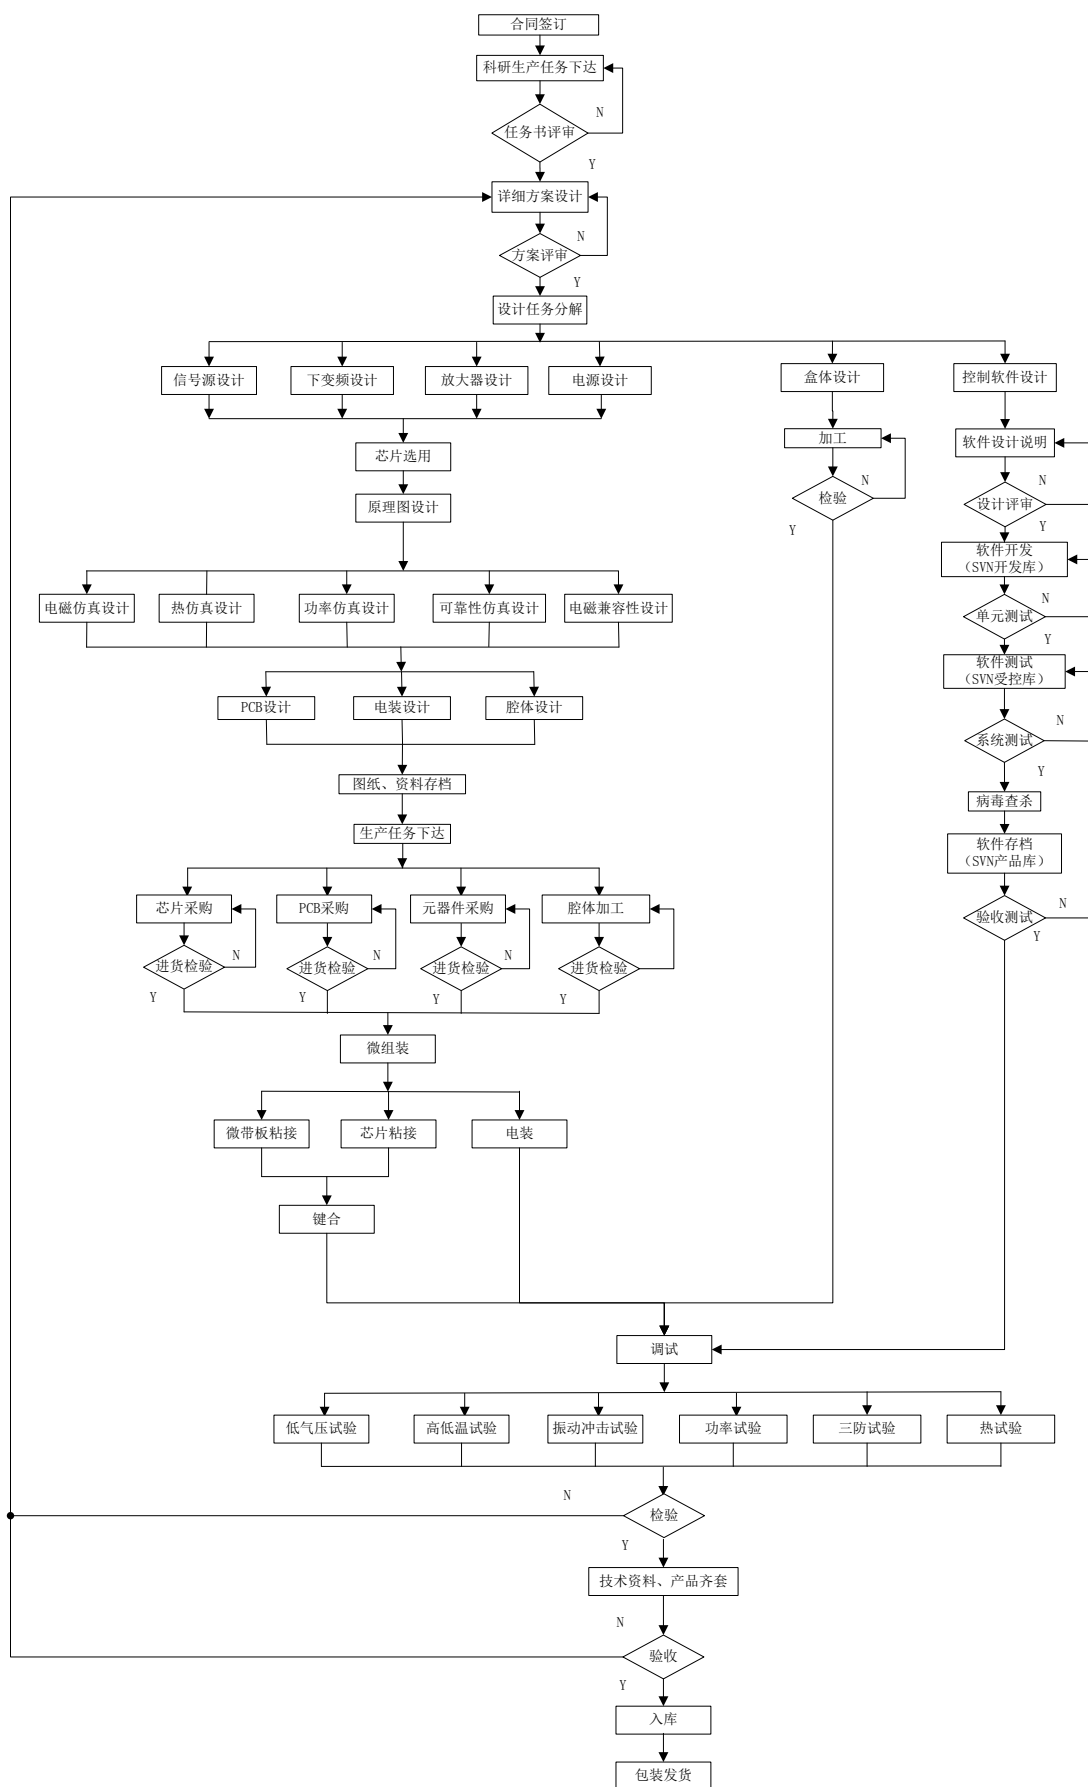 合同签订
科研生产任务下达
N
任务书评审
Y
详细方案设计
N
方案评审
Y
设计任务分解
信号源设计
下变频设计
放大器设计
电源设计
盒体设计
控制软件设计
芯片选用
加工
软件设计说明
N
N
原理图设计
检验
设计评审
Y
Y
软件开发
(SVN开发库)
电磁仿真设计
热仿真设计
功率仿真设计
可靠性仿真设计
电磁兼容性设计
N
单元测试
Y
软件测试
(SVN受控库)
PCB设计
电装设计
腔体设计
N
系统测试
Y
图纸、资料存档
病毒查杀
生产任务下达
软件存档
(SVN产品库)
芯片采购
PCB采购
元器件采购
腔体加工
N
验收测试
Y
N
N
N
进货检验
进货检验
进货检验
进货检验
Y
Y
Y
Y
微组装
微带板粘接
芯片粘接
电装
键合
调试
低气压试验
高低温试验
振动冲击试验
功率试验
三防试验
热试验
N
检验
Y
技术资料、产品齐套
N
验收
Y
入库
包装发货